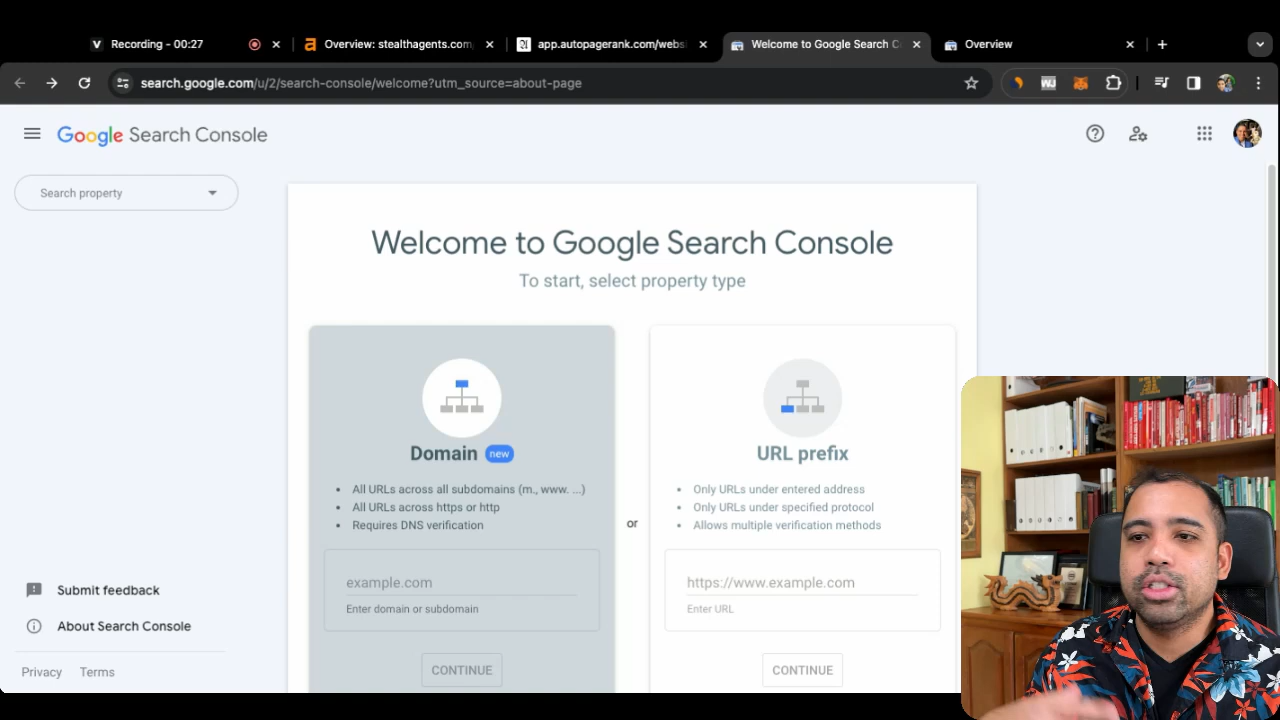 Recording - 00:27
Overview: stealthagents.com
app.autopagerank.com/webs
Welcome to Google Search C
Overview
search.google.com/u/2/search-console/welcome?utm_source=about-page
Google Search Console
Search property
Welcome to Google Search Console
To start, select property type
Domain new
All URLs across all subdomains (m., www. ...)
All URLs across https or http
Requires DNS verification
example.com
Enter domain or subdomain
CONTINUE
or
URL prefix
Only URLs under entered address
Only URLs under specified protocol
Allows multiple verification methods
https://www.example.com
Enter URL
CONTINUE
Submit feedback
About Search Console
Privacy Terms